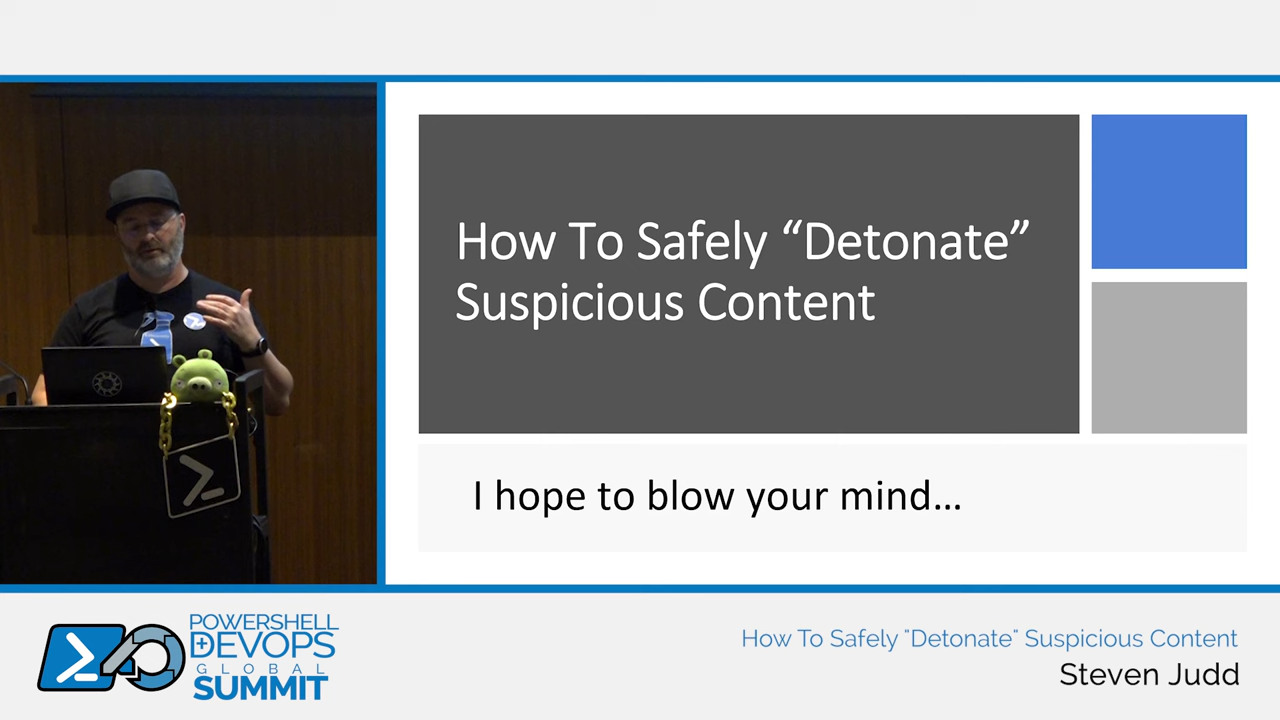 How To Safely “Detonate”
Suspicious Content
I hope to blow your mind...
POWERSHELL
+DEVOPS
GLOBAL
SUMMIT
How To Safely "Detonate" Suspicious Content
Steven Judd